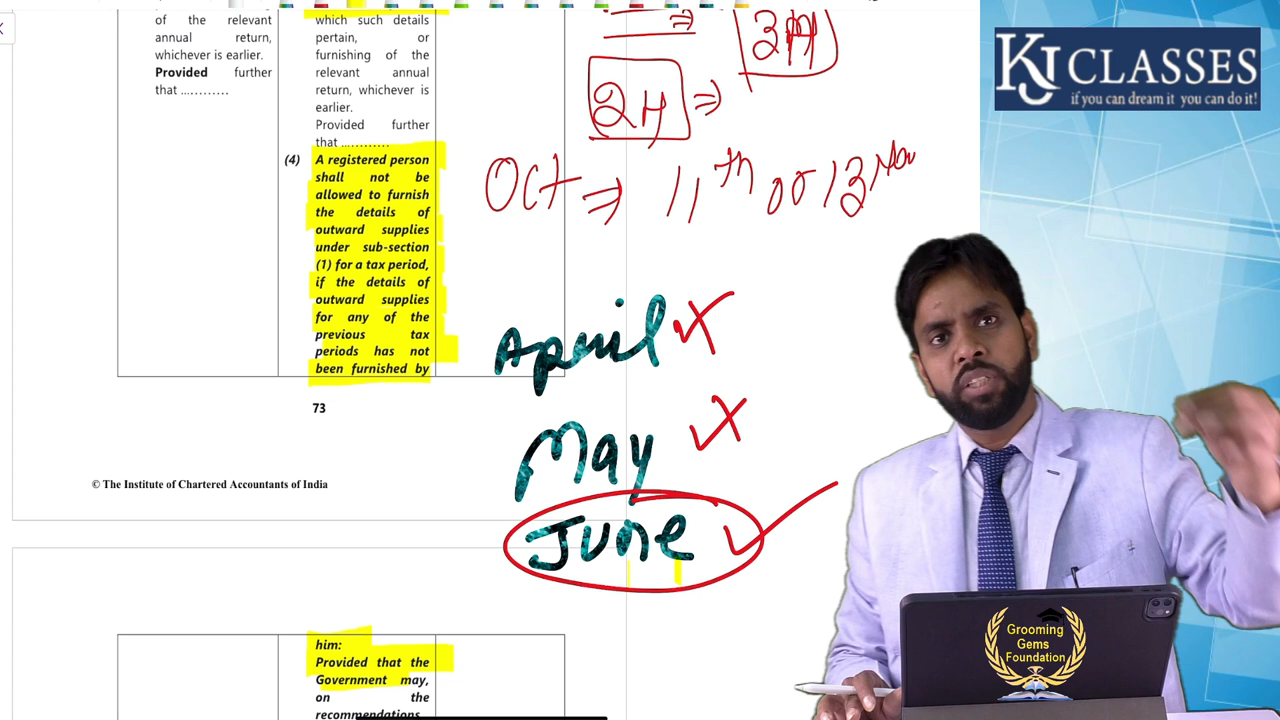 of the relevant
annual return,
whichever is earlier.
Provided further
that ...………
which such details
pertain, or
furnishing of the
relevant annual
return, whichever is
earlier.
Provided further
that ...………
(4) A registered person
shall not be
allowed to furnish
the details of
outward supplies
under sub-section
(1) for a tax period,
if the details of
outward supplies
for any of the
previous tax
periods has not
been furnished by
73
© The Institute of Chartered Accountants of India
him:
Provided that the
Government may,
on the
recommendations
⇒
2M ⇒
Oct ⇒ 11th or 13 Nov
April
May
June
KJ CLASSES
if you can dream it you can do it!
Grooming
Gems
Foundation